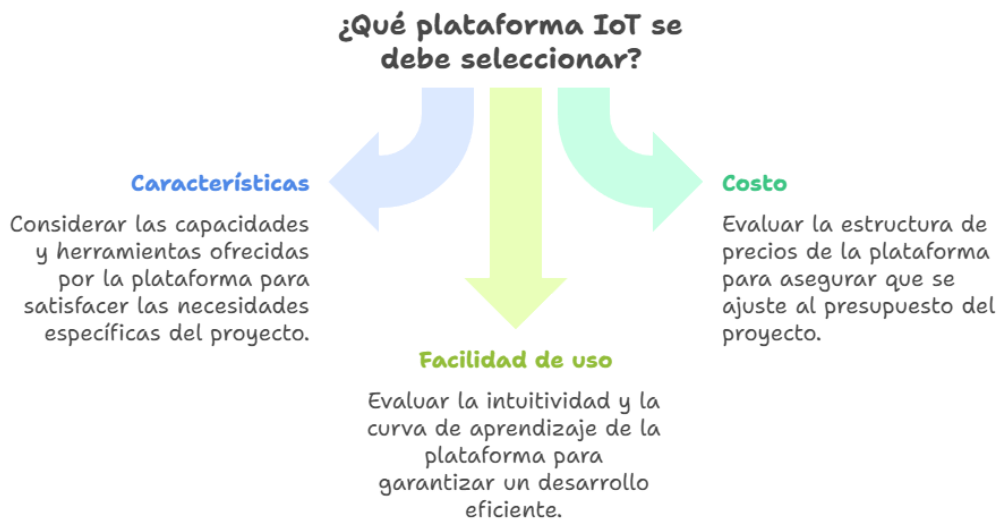 ¿Qué plataforma IoT se
debe seleccionar?
Características
Considerar las capacidades
y herramientas ofrecidas
por la plataforma para
satisfacer las necesidades
específicas del proyecto.
Facilidad de uso
Evaluar la intuitividad y la
curva de aprendizaje de la
plataforma para
garantizar un desarrollo
eficiente.
Costo
Evaluar la estructura de
precios de la plataforma
para asegurar que se
ajuste al presupuesto del
proyecto.